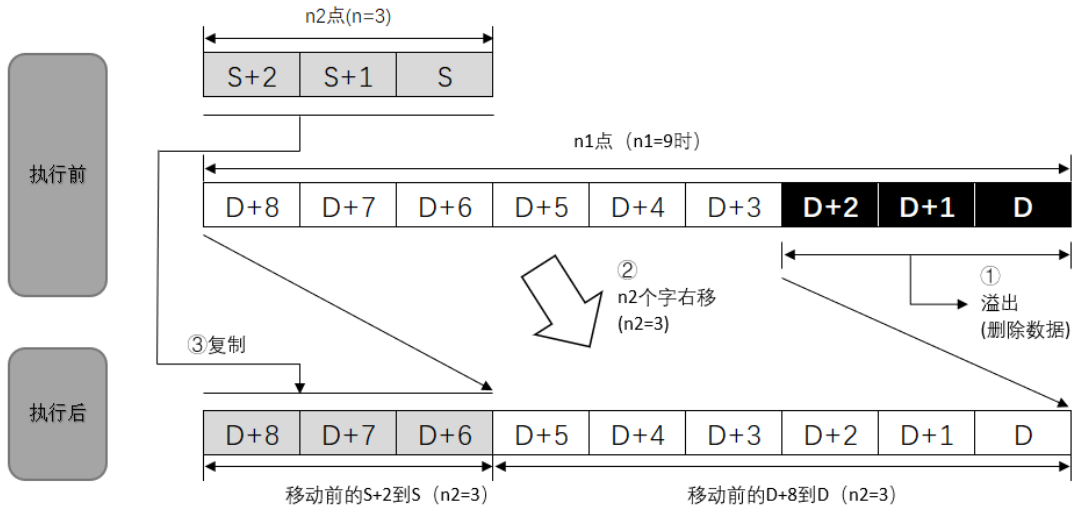 n2点(n=3)
S+2 S+1 S
执行前
n1点（n1=9时）
D+8 D+7 D+6 D+5 D+4 D+3 D+2 D+1 D
②
n2个字右移
(n2=3)
①
溢出
(删除数据)
③复制
执行后
D+8 D+7 D+6 D+5 D+4 D+3 D+2 D+1 D
移动前的S+2到S（n2=3）
移动前的D+8到D（n2=3）